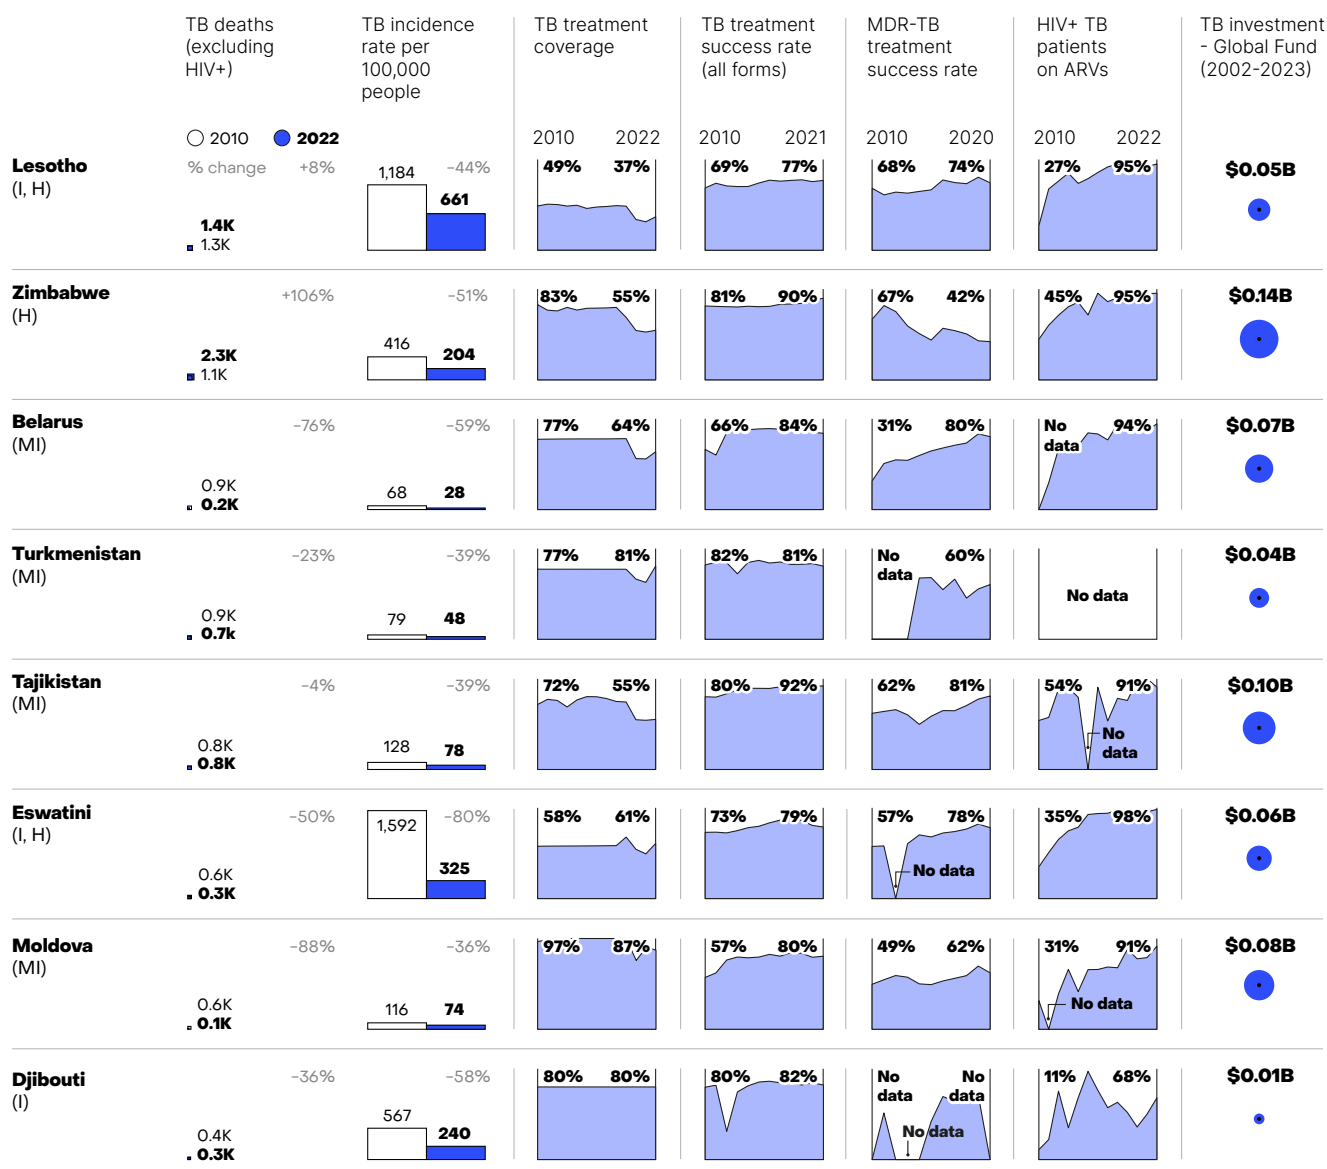 TB deaths
(excluding
HIV+)
TB incidence
rate per
100,000
people
TB treatment
coverage
TB treatment
success rate
(all forms)
MDR-TB
treatment
success rate
HIV+ TB
patients
on ARVs
TB investment
- Global Fund
(2002-2023)
2010 2022
2010 2022
2010 2021
2010 2020
2010 2022
Lesotho
(I, H)
% change +8%
1.4K
1.3K
1,184 -44%
661
49% 37%
69% 77%
68% 74%
27% 95%
$0.05B
Zimbabwe
(H)
+106%
2.3K
1.1K
-51%
416 204
83% 55%
81% 90%
67% 42%
45% 95%
$0.14B
Belarus
(MI)
-76%
0.9K
0.2K
-59%
68 28
77% 64%
66% 84%
31% 80%
No
data
94%
$0.07B
Turkmenistan
(MI)
-23%
0.9K
0.7k
-39%
79 48
77% 81%
82% 81%
No
data
60%
No data
$0.04B
Tajikistan
(MI)
-4%
0.8K
0.8K
-39%
128 78
72% 55%
80% 92%
62% 81%
54% 91%
No
data
$0.10B
Eswatini
(I, H)
-50%
0.6K
0.3K
1,592 -80%
325
58% 61%
73% 79%
57% 78%
No data
35% 98%
$0.06B
Moldova
(MI)
-88%
0.6K
0.1K
-36%
116 74
97% 87%
57% 80%
49% 62%
31% 91%
No data
$0.08B
Djibouti
(I)
-36%
0.4K
0.3K
-58%
567
240
80% 80%
80% 82%
No
data
No
data
No data
11% 68%
$0.01B